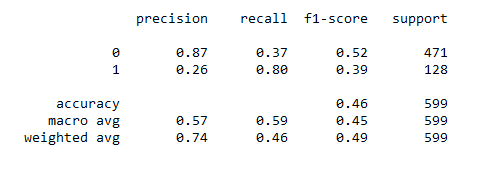 precision recall f1-score support
0 0.87 0.37 0.52 471
1 0.26 0.80 0.39 128
accuracy 0.46 599
macro avg 0.57 0.59 0.45 599
weighted avg 0.74 0.46 0.49 599